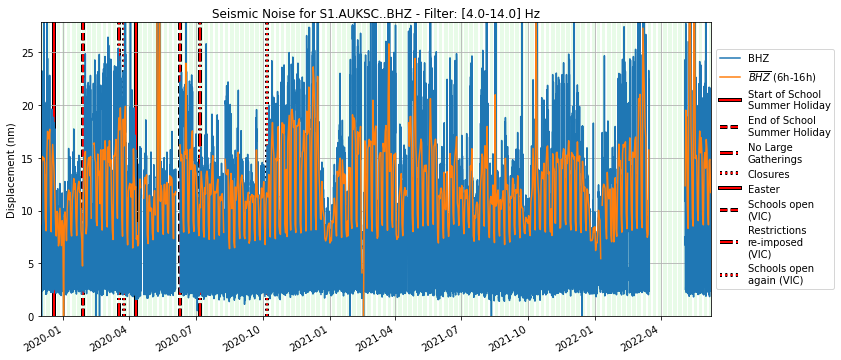 Seismic Noise for S1.AUKSC..BHZ - Filter: [4.0-14.0] Hz
Displacement (nm)
25
20
15
10
5
0
2020-01
2020-04
2020-07
2020-10
2021-01
2021-04
2021-07
2021-10
2022-01
2022-04
BHZ
BHZ (6h-16h)
Start of School
Summer Holiday
End of School
Summer Holiday
No Large
Gatherings
Closures
Easter
Schools open
(VIC)
Restrictions
re-imposed
(VIC)
Schools open
again (VIC)